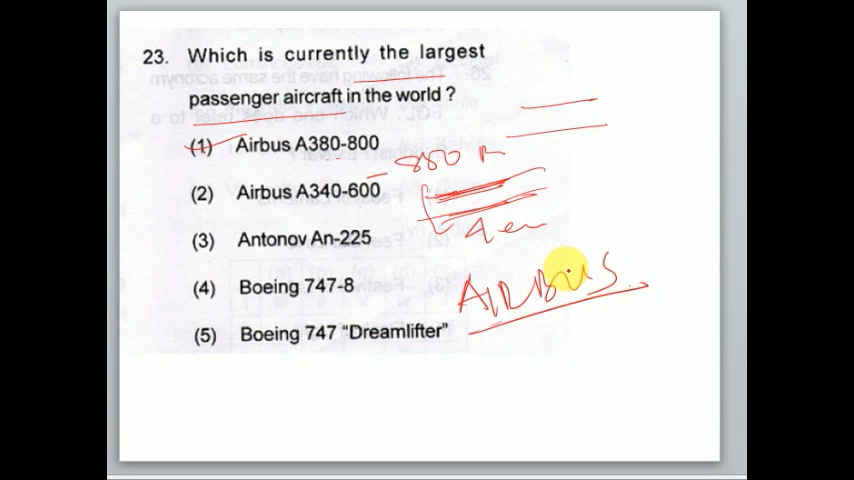 23. Which is currently the largest
passenger aircraft in the world ?
(1) Airbus A380-800
(2) Airbus A340-600
(3) Antonov An-225
(4) Boeing 747-8
(5) Boeing 747 “Dreamlifter”
AIRBUS